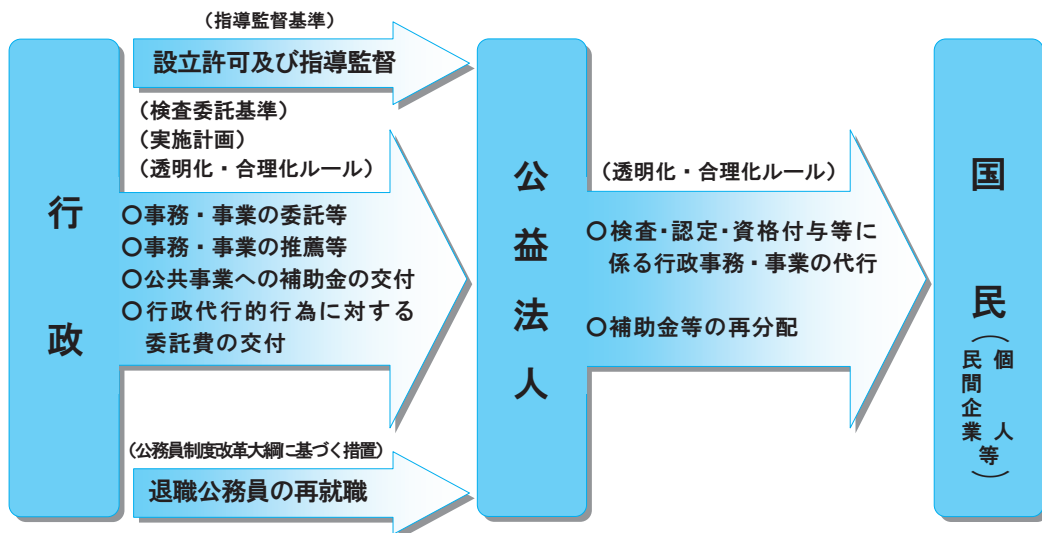 行政
(指導監督基準)
設立許可及び指導監督
(検査委託基準)
(実施計画)
(透明化・合理化ルール)
○事務・事業の委託等
○事務・事業の推薦等
○公共事業への補助金の交付
○行政代行的行為に対する
委託費の交付
(公務員制度改革大綱に基づく措置)
退職公務員の再就職
公益法人
(透明化・合理化ルール)
○検査・認定・資格付与等に
係る行政事務・事業の代行
○補助金等の再分配
国民
(個人
民間企業等)